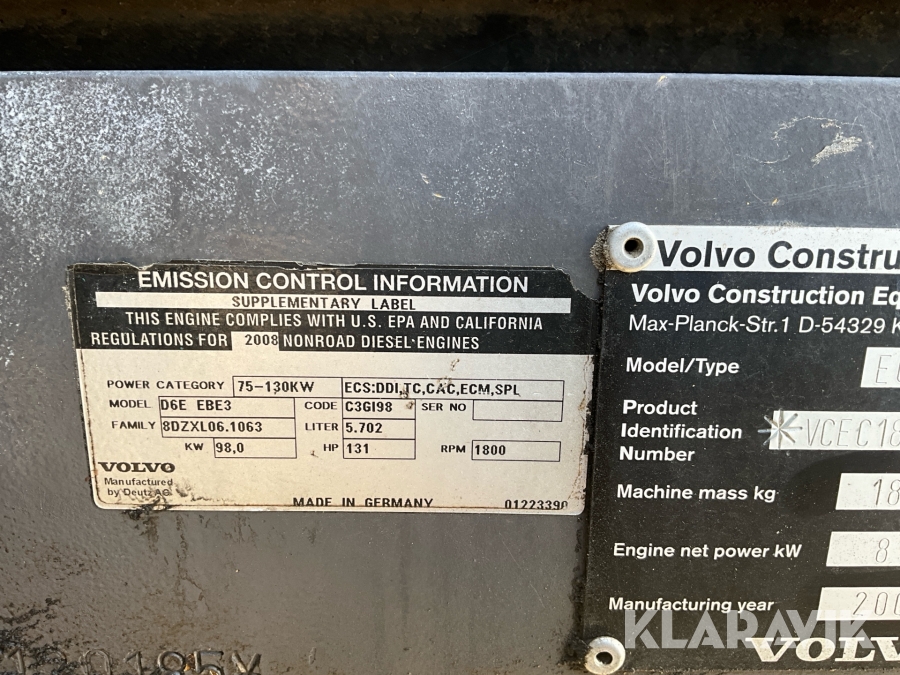 EMISSION CONTROL INFORMATION
SUPPLEMENTARY LABEL
THIS ENGINE COMPLIES WITH U.S. EPA AND CALIFORNIA
REGULATIONS FOR 2008 NONROAD DIESEL ENGINES
POWER CATEGORY 75-130KW ECS:DDI,TC,CAC,ECM,SPL
MODEL D6E EBE3 CODE C3GI98 SER NO
FAMILY 8DZXL06.1063 LITER 5.702
KW 98,0 HP 131 RPM 1800
VOLVO
Manufactured
by Deutz AG
MADE IN GERMANY 01223390
Volvo Constru
Volvo Construction Eq
Max-Planck-Str.1 D-54329 K
Model/Type
Product
Identification
Number
VCEC18
Machine mass kg 18
Engine net power kW 8
Manufacturing year 200
VOLV
KLARAVIK